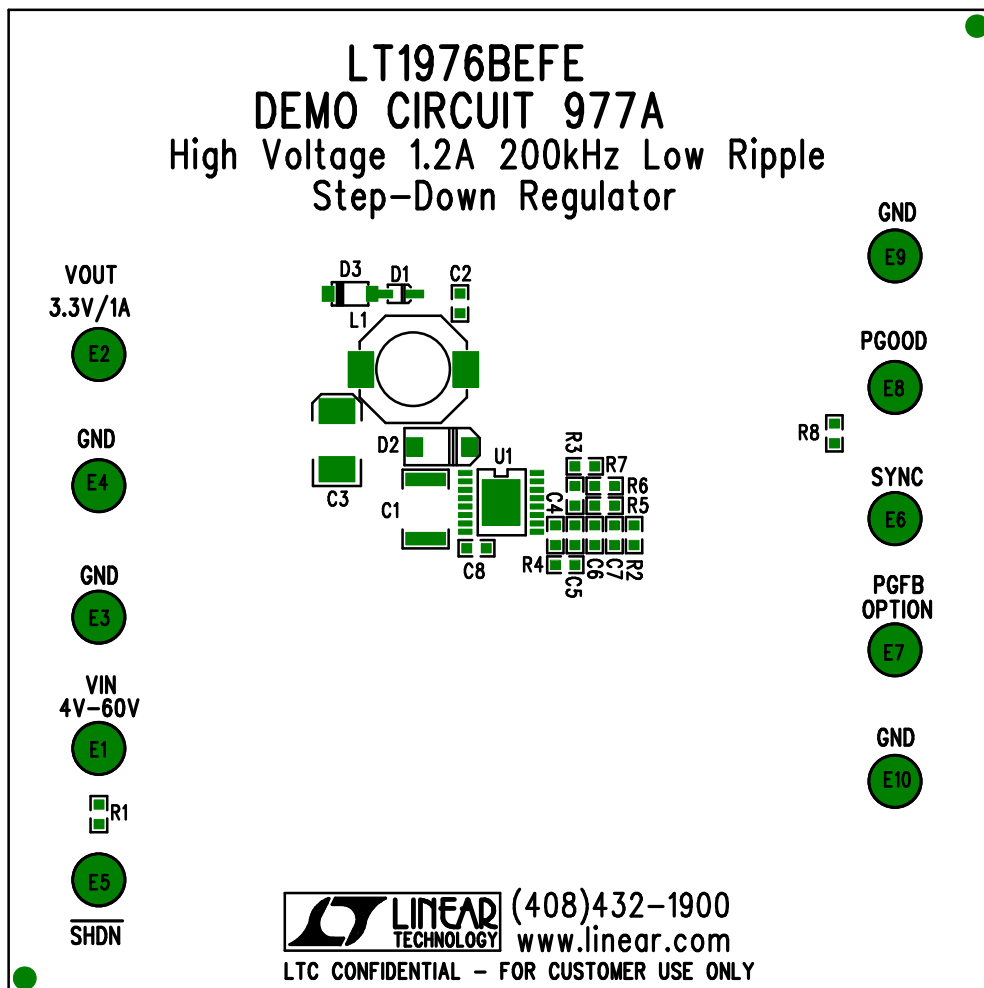 LT1976BEFE
DEMO CIRCUIT 977A
High Voltage 1.2A 200kHz Low Ripple
Step-Down Regulator
GND
E9
VOUT
3.3V/1A
E2
D3
D1
C2
L1
PGOOD
E8
R8
GND
E4
D2
C3
C1
U1
R3
R7
R6
R5
C4
C8
R4
C5
C6
C7
R2
SYNC
E6
GND
E3
PGFB
OPTION
E7
VIN
4V-60V
E1
GND
E10
R1
E5
SHDN
LINEAR
TECHNOLOGY
(408)432-1900
www.linear.com
LTC CONFIDENTIAL - FOR CUSTOMER USE ONLY